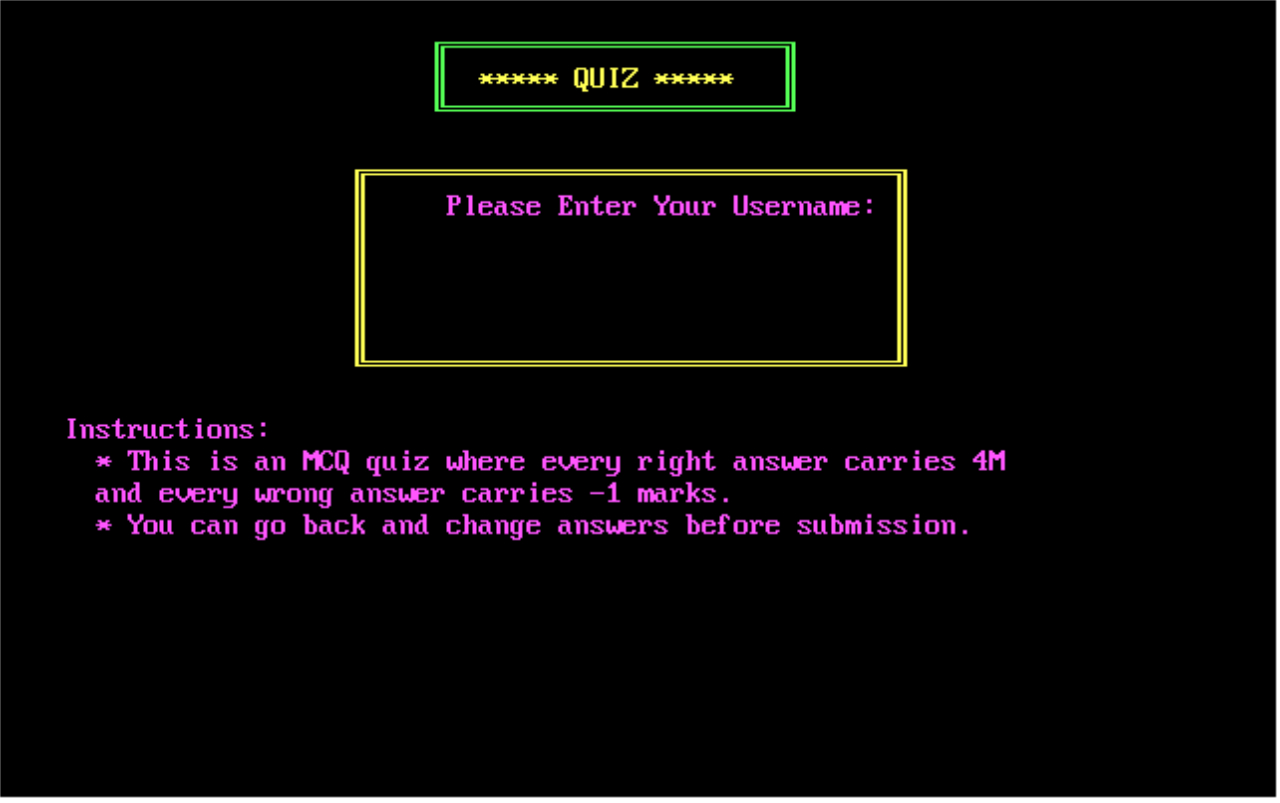 ***** QUIZ *****
Please Enter Your Username:
Instructions:
* This is an MCQ quiz where every right answer carries 4M
and every wrong answer carries -1 marks.
* You can go back and change answers before submission.